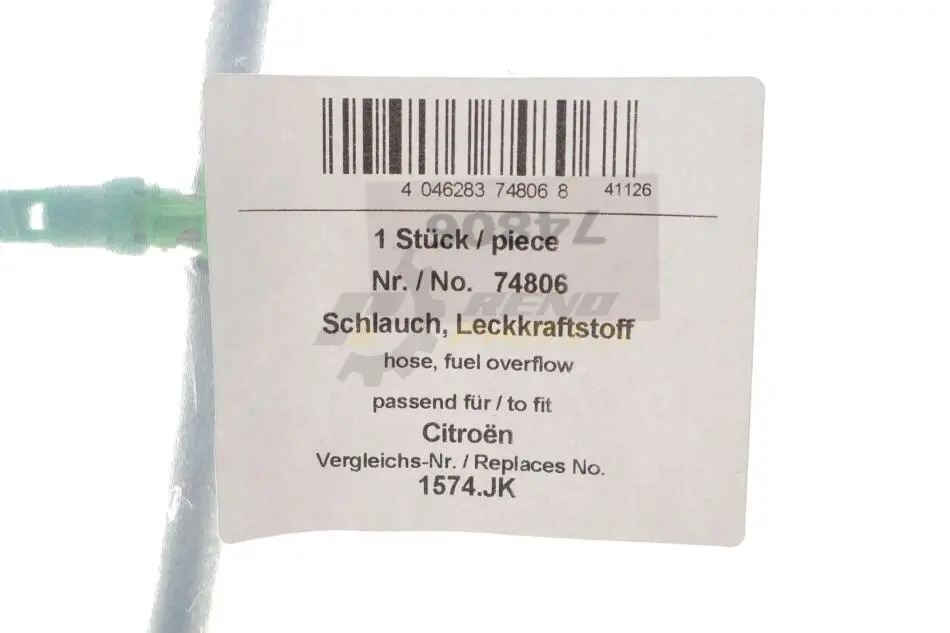 4 046283 74806 8 41126
74806
1 Stück / piece
Nr. / No. 74806
RENO
Schlauch, Leckkraftstoff
hose, fuel overflow
passend für / to fit
Citroën
Vergleichs-Nr. / Replaces No.
1574.JK